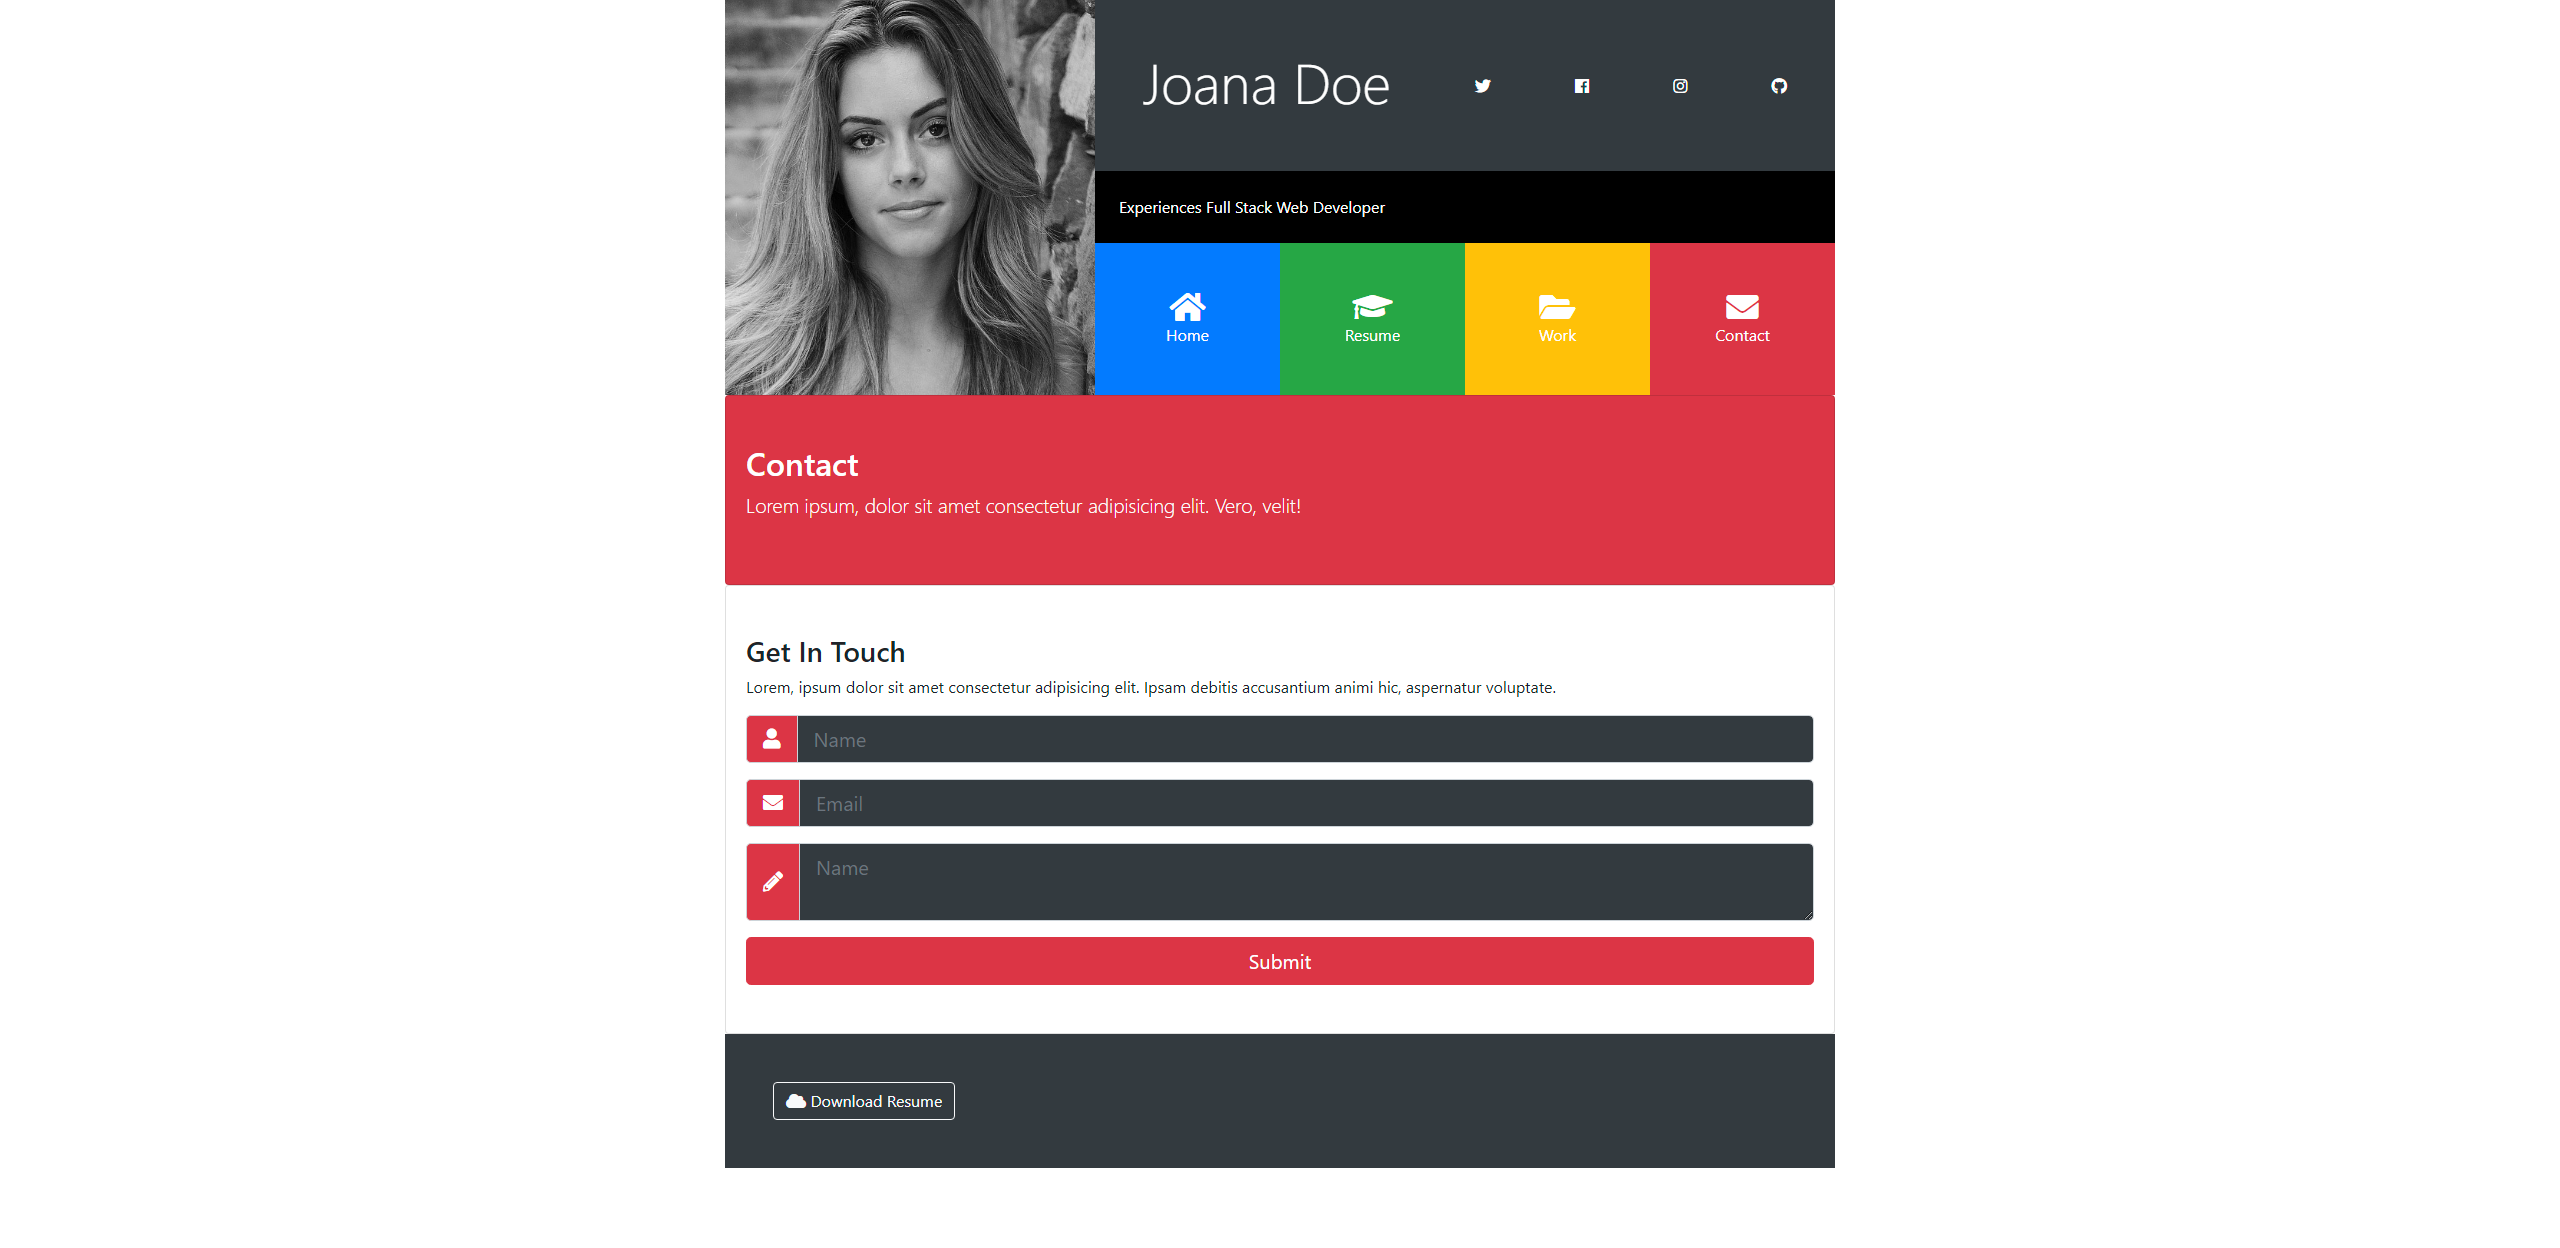 Joana Doe
Experiences Full Stack Web Developer
Home
Resume
Work
Contact
Contact
Lorem ipsum, dolor sit amet consectetur adipisicing elit. Vero, velit!
Get In Touch
Lorem, ipsum dolor sit amet consectetur adipisicing elit. Ipsam debitis accusantium animi hic, aspernatur voluptate.
Name
Email
Name
Submit
Download Resume